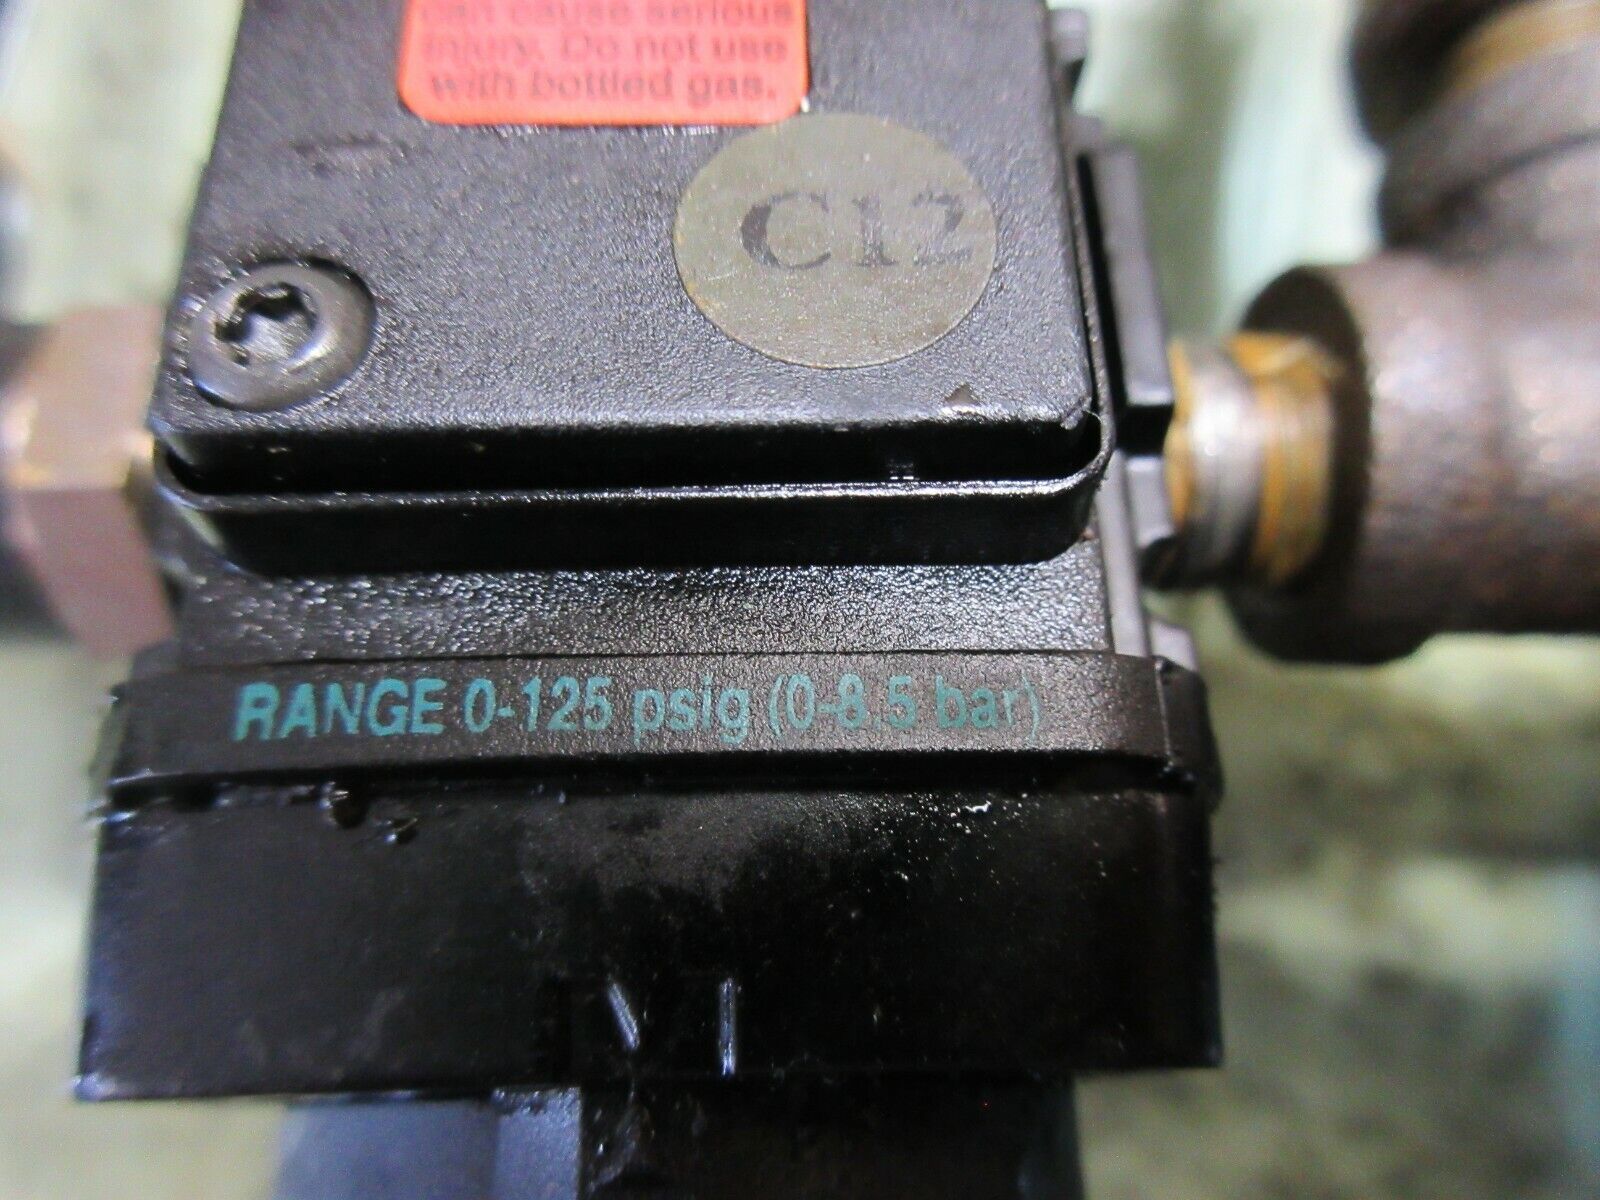 can cause serious
injury. Do not use
with bottled gas.
C12
RANGE 0-125 psig (0-8.5 bar)